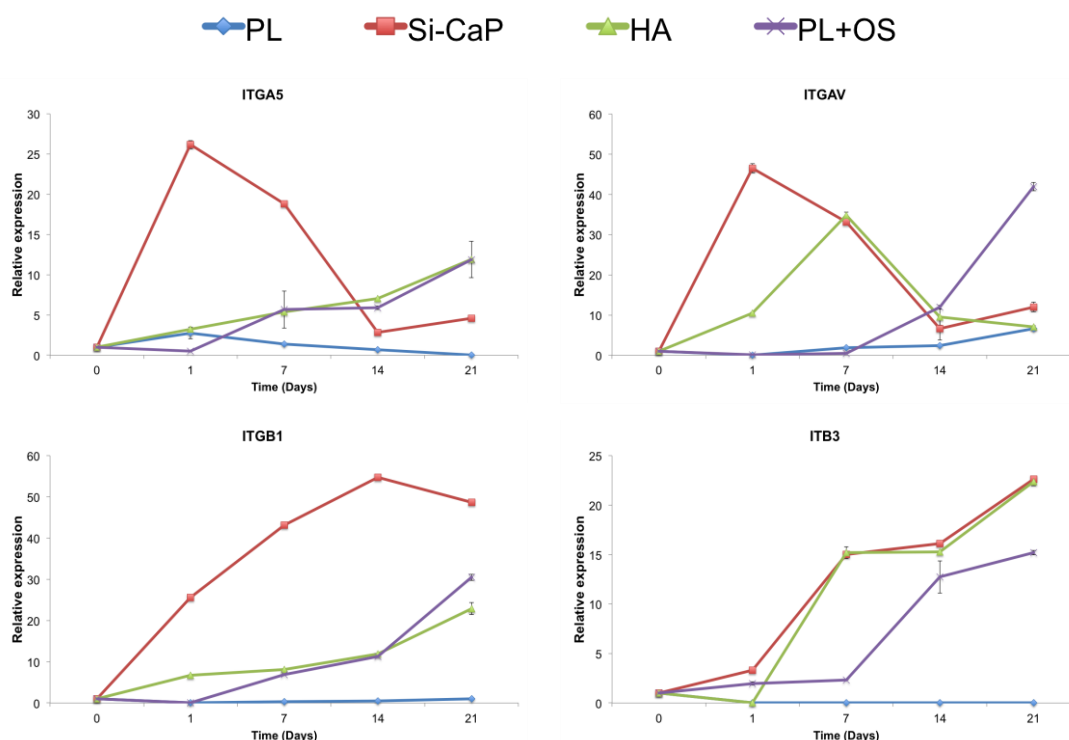 PL Si-CaP HA PL+OS
ITGA5
Relative expression
30
25
20
15
10
5
0
0 1 7 14 21
Time (Days)
ITGAV
Relative expression
60
50
40
30
20
10
0
0 1 7 14 21
Time (Days)
ITGB1
Relative expression
60
50
40
30
20
10
0
0 1 7 14 21
Time (Days)
ITB3
Relative expression
25
20
15
10
5
0
0 1 7 14 21
Time (Days)